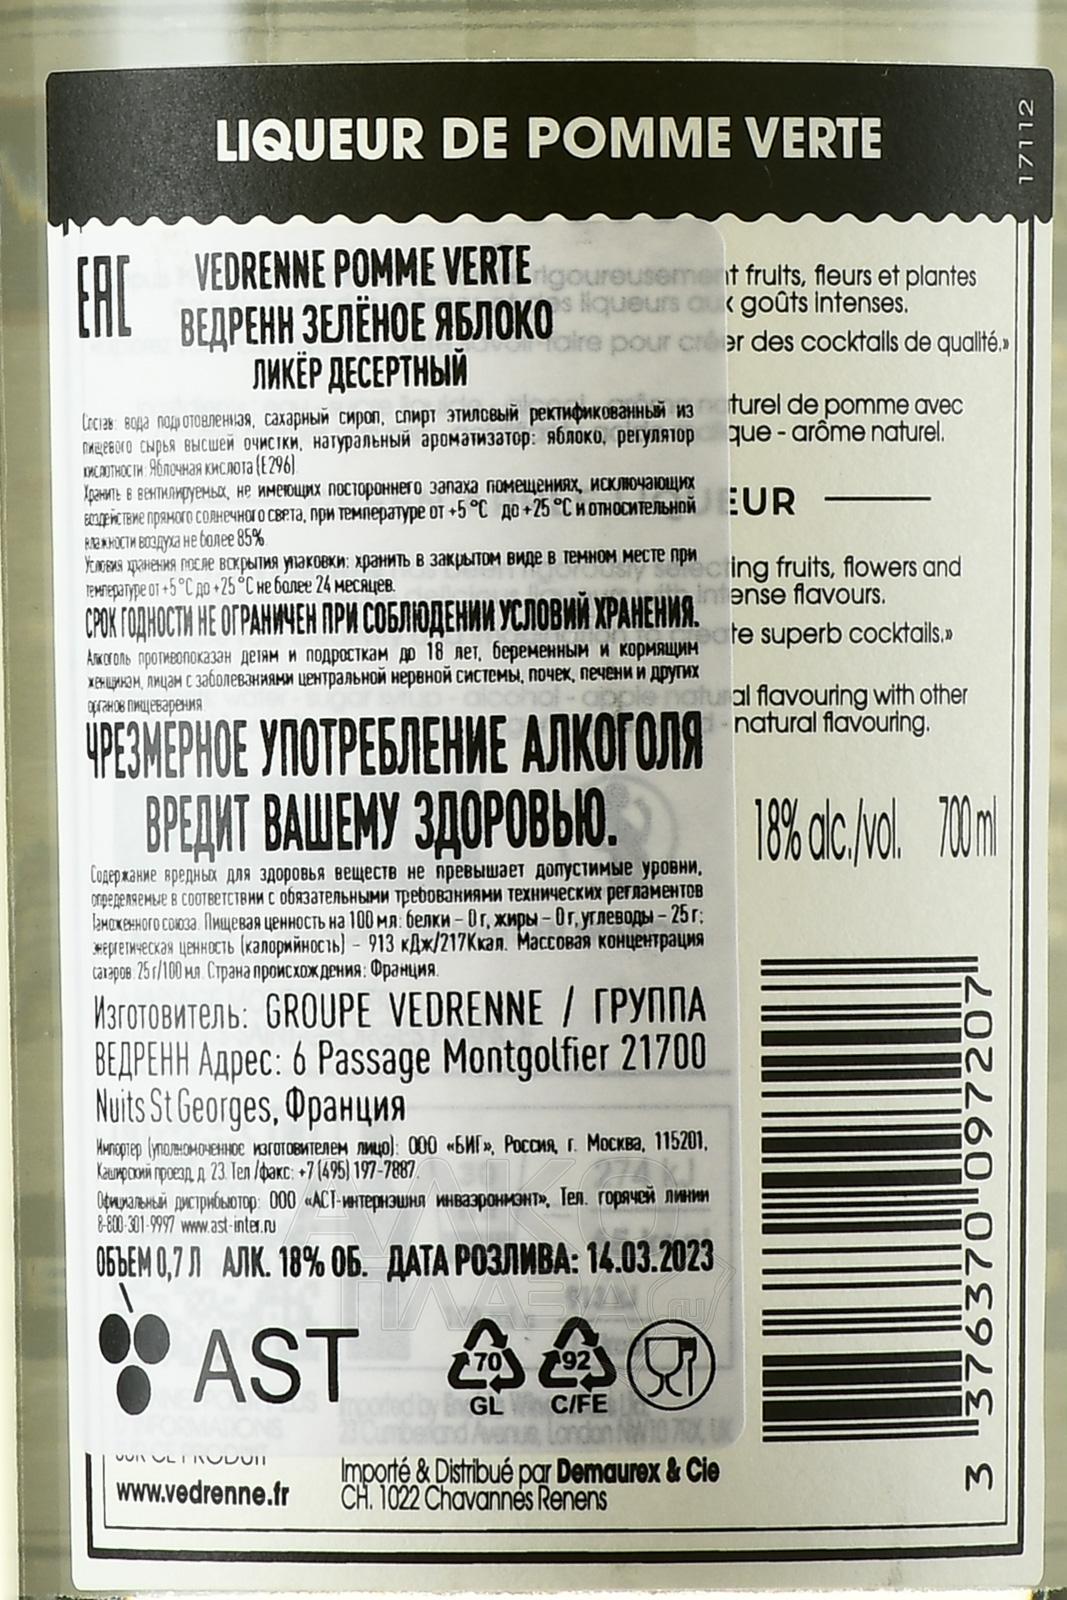 LIQUEUR DE POMME VERTE
17112
EAC
VEDRENNE POMME VERTE
ВЕДРЕНН ЗЕЛЁНОЕ ЯБЛОКО
ЛИКЁР ДЕСЕРТНЫЙ
Состав: вода подготовленная, сахарный сироп, спирт этиловый ректификованный из
пищевого сырья высшей очистки, натуральный ароматизатор: яблоко, регулятор
кислотности: Яблочная кислота (Е296)
Хранить в вентилируемых, не имеющих постороннего запаха помещениях, исключающих
воздействие прямого солнечного света, при температуре от +5 °С до +25 °С и относительной
влажности воздуха не более 85%.
Условия хранения после вскрытия упаковки: хранить в закрытом виде в темном месте при
температуре от +5 °С до +25 °С не более 24 месяцев.
СРОК ГОДНОСТИ НЕ ОГРАНИЧЕН ПРИ СОБЛЮДЕНИИ УСЛОВИЙ ХРАНЕНИЯ.
Алкоголь противопоказан детям и подросткам до 18 лет, беременным и кормящим
женщинам, лицам с заболеваниями центральной нервной системы, почек, печени и других
органов пищеварения
ЧРЕЗМЕРНОЕ УПОТРЕБЛЕНИЕ АЛКОГОЛЯ
ВРЕДИТ ВАШЕМУ ЗДОРОВЬЮ.
Содержание вредных для здоровья веществ не превышает допустимые уровни,
определяемые в соответствии с обязательными требованиями технических регламентов
Таможенного союза. Пищевая ценность на 100 мл: белки – 0 г, жиры – 0 г, углеводы – 25 г;
энергетическая ценность (калорийность) – 913 кДж/217Ккал. Массовая концентрация
сахаров: 25 г/100 мл. Страна происхождения: Франция.
Изготовитель: GROUPE VEDRENNE / ГРУППА
ВЕДРЕНН Адрес: 6 Passage Montgolfier 21700
Nuits St Georges, Франция
Импортер (уполномоченное изготовителем лицо): ООО «БИГ», Россия, г. Москва, 115201,
Каширский проезд, д. 23. Тел /факс: +7 (495) 197-7887.
Официальный дистрибьютор: ООО «АСТ-интернэшнл инваэронмэнт», Тел. горячей линии
8-800-301-9997 www.ast-inter.ru
ОБЪЕМ 0,7 Л АЛК. 18% ОБ. ДАТА РОЗЛИВА: 14.03.2023
AST
70
GL
92
C/FE
t fruits, fleurs et plantes
goûts intenses.
er des cocktails de qualité.»
turel de pomme avec
que - arôme naturel.
EUR
ing fruits, flowers and
ense flavours.
te superb cocktails.»
al flavouring with other
natural flavouring.
18% alc./vol. 700 ml
3 376370 097207
SUR CE PRODUIT
www.vedrenne.fr
Importé & Distribué par Demaurex & Cie
CH. 1022 Chavannes Renens
АЛКО
ПЛАЗА.ru